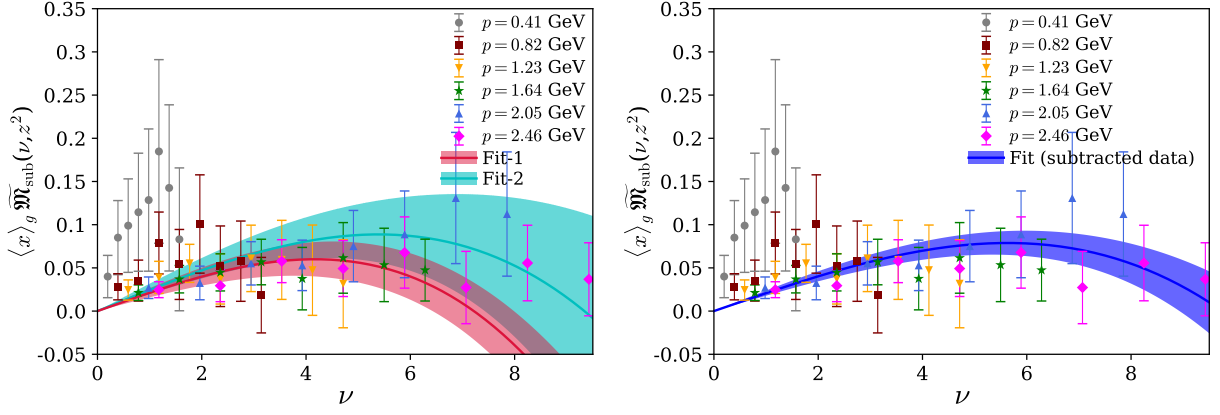 0.35
0.3
0.25
0.2
0.15
0.1
0.05
0.0
-0.05
0
2
4
6
8
ν
⟨x⟩_g 𝔐̃_sub(ν,z²)
p = 0.41 GeV
p = 0.82 GeV
p = 1.23 GeV
p = 1.64 GeV
p = 2.05 GeV
p = 2.46 GeV
Fit-1
Fit-2
0.35
0.3
0.25
0.2
0.15
0.1
0.05
0.0
-0.05
0
2
4
6
8
ν
⟨x⟩_g 𝔐̃_sub(ν,z²)
p = 0.41 GeV
p = 0.82 GeV
p = 1.23 GeV
p = 1.64 GeV
p = 2.05 GeV
p = 2.46 GeV
Fit (subtracted data)